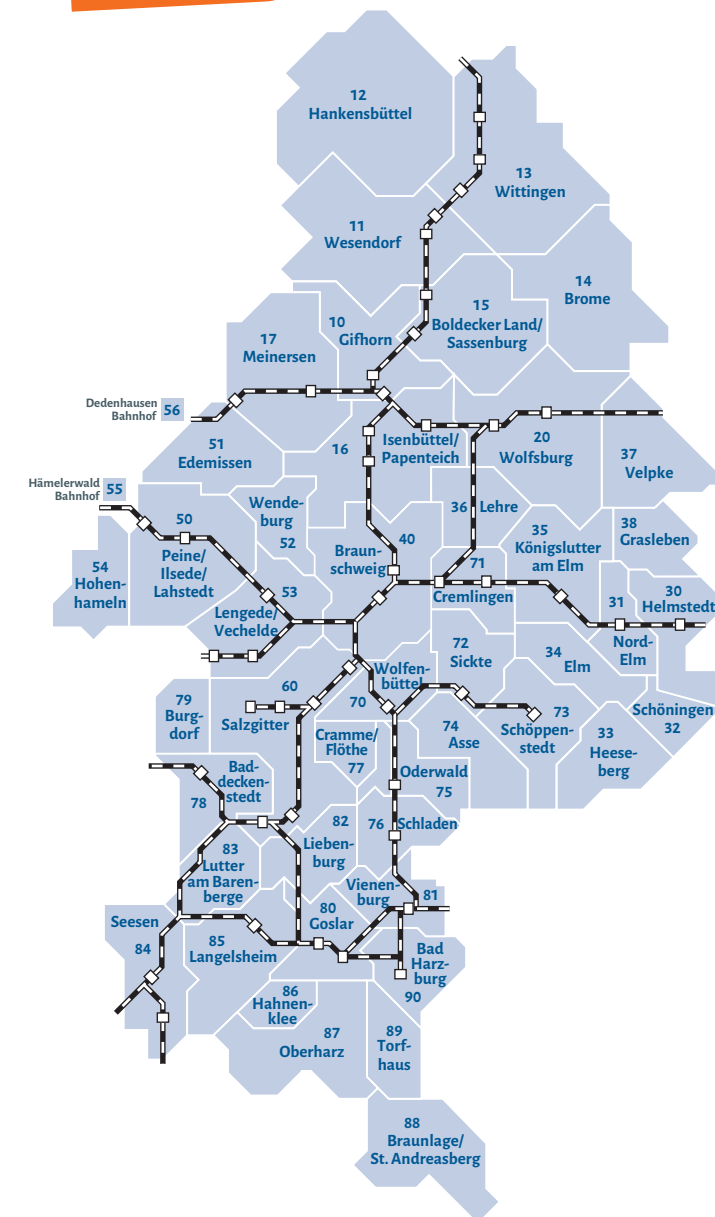 12
Hankensbüttel
13
Wittingen
11
Wesendorf
14
Brome
15
Boldecker Land/
Sassenburg
10
Gifhorn
17
Meinersen
Dedenhausen
Bahnhof
56
16
Isenbüttel/
Papenteich
20
Wolfsburg
51
Edemissen
37
Velpke
Hämelerwald
Bahnhof
55
Wende-
burg
52
36 Lehre
50
Peine/
Ilsede/
Lahstedt
40
Braun-
schweig
35
Königslutter
am Elm
38
Grasleben
54
Hohen-
hameln
53
Lengede/
Vechelde
71
Cremlingen
31
Nord-
Elm
30
Helmstedt
72
Sickte
34
Elm
Wolfen-
büttel
70
60
Salzgitter
79
Burg-
dorf
Schöningen
32
73
Schöppen-
stedt
33
Heese-
berg
74
Asse
Cramme/
Flöthe
77
Oderwald
75
Bad-
decken-
stedt
78
82
Lieben-
burg
76 Schladen
83
Lutter
am Baren-
berge
Vienen-
burg
81
80
Goslar
Seesen
84
85
Langelsheim
Bad
Harz-
burg
90
86
Hahnen-
klee
87
Oberharz
89
Torf-
haus
88
Braunlage/
St. Andreasberg